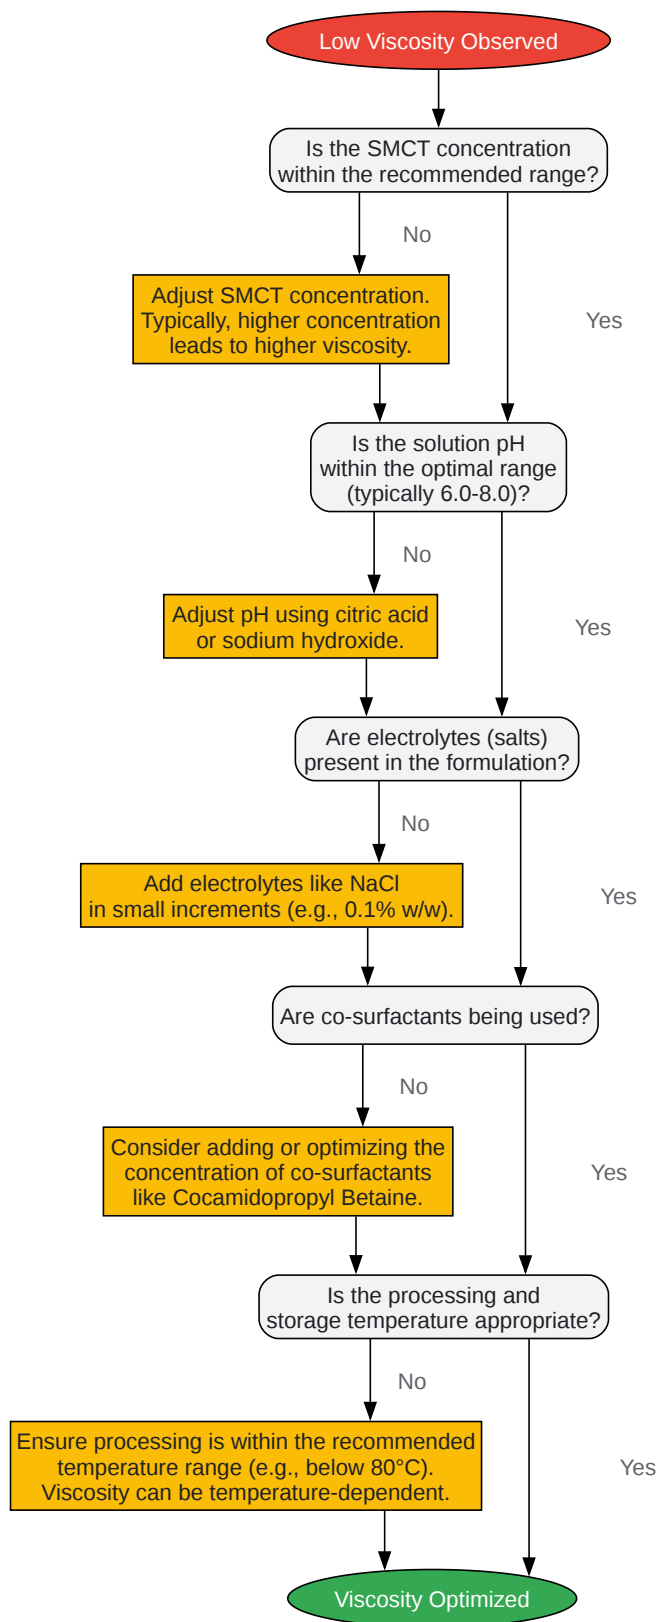 Low Viscosity Observed
Is the SMCT concentration
within the recommended range?
No
Adjust SMCT concentration.
Typically, higher concentration
leads to higher viscosity.
Yes
Is the solution pH
within the optimal range
(typically 6.0-8.0)?
No
Adjust pH using citric acid
or sodium hydroxide.
Yes
Are electrolytes (salts)
present in the formulation?
No
Add electrolytes like NaCl
in small increments (e.g., 0.1% w/w).
Yes
Are co-surfactants being used?
No
Consider adding or optimizing the
concentration of co-surfactants
like Cocamidopropyl Betaine.
Yes
Is the processing and
storage temperature appropriate?
No
Ensure processing is within the recommended
temperature range (e.g., below 80°C).
Viscosity can be temperature-dependent.
Yes
Viscosity Optimized